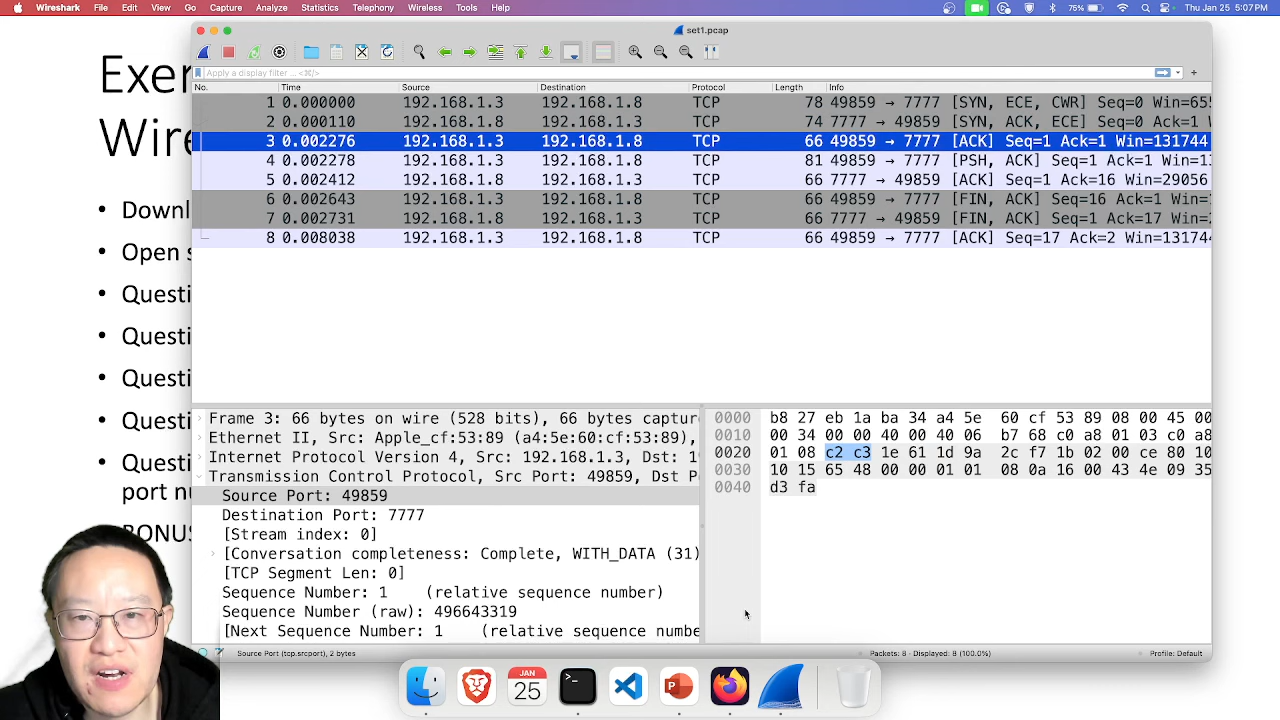 Wireshark File Edit View Go Capture Analyze Statistics Telephony Wireless Tools Help 75% Thu Jan 25 5:07PM
set1.pcap
Exer
Wire
Downl
Open s
Questi
Questi
Questi
Questi
Questi
port nu
BONUS
Apply a display filter ... <⌘/>
No. Time Source Destination Protocol Length Info
1 0.000000 192.168.1.3 192.168.1.8 TCP 78 49859 → 7777 [SYN, ECE, CWR] Seq=0 Win=655
2 0.000110 192.168.1.8 192.168.1.3 TCP 74 7777 → 49859 [SYN, ACK, ECE] Seq=0 Ack=1 W
3 0.002276 192.168.1.3 192.168.1.8 TCP 66 49859 → 7777 [ACK] Seq=1 Ack=1 Win=131744
4 0.002278 192.168.1.3 192.168.1.8 TCP 81 49859 → 7777 [PSH, ACK] Seq=1 Ack=1 Win=13
5 0.002412 192.168.1.8 192.168.1.3 TCP 66 7777 → 49859 [ACK] Seq=1 Ack=16 Win=29056
6 0.002643 192.168.1.3 192.168.1.8 TCP 66 49859 → 7777 [FIN, ACK] Seq=16 Ack=1 Win=
7 0.002731 192.168.1.8 192.168.1.3 TCP 66 7777 → 49859 [FIN, ACK] Seq=1 Ack=17 Win=2
8 0.008038 192.168.1.3 192.168.1.8 TCP 66 49859 → 7777 [ACK] Seq=17 Ack=2 Win=131744
Frame 3: 66 bytes on wire (528 bits), 66 bytes capture
Ethernet II, Src: Apple_cf:53:89 (a4:5e:60:cf:53:89),
Internet Protocol Version 4, Src: 192.168.1.3, Dst: 19
Transmission Control Protocol, Src Port: 49859, Dst P
Source Port: 49859
Destination Port: 7777
[Stream index: 0]
[Conversation completeness: Complete, WITH_DATA (31)
[TCP Segment Len: 0]
Sequence Number: 1 (relative sequence number)
Sequence Number (raw): 496643319
[Next Sequence Number: 1 (relative sequence numbe
0000 b8 27 eb 1a ba 34 a4 5e 60 cf 53 89 08 00 45 00
0010 00 34 00 00 40 00 40 06 b7 68 c0 a8 01 03 c0 a8
0020 01 08 c2 c3 1e 61 1d 9a 2c f7 1b 02 00 ce 80 10
0030 10 15 65 48 00 00 01 01 08 0a 16 00 43 4e 09 35
0040 d3 fa
Source Port (tcp.srcport), 2 bytes Packets: 8 · Displayed: 8 (100.0%) Profile: Default
JAN
25